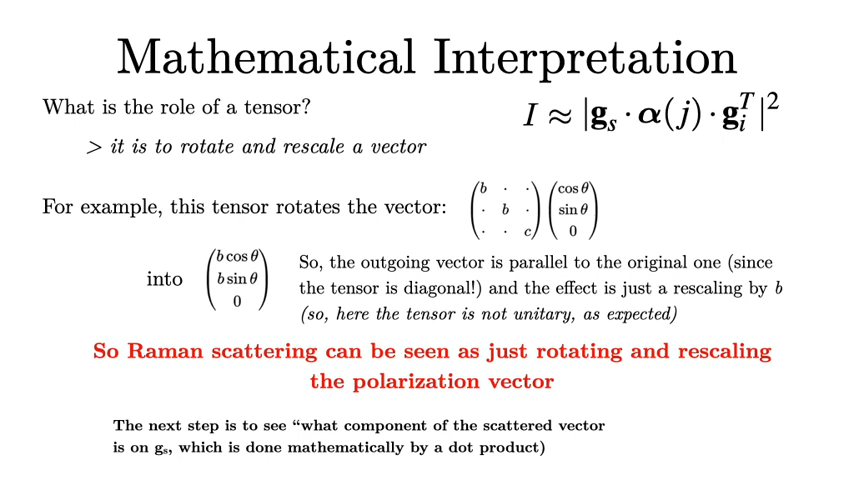 Mathematical Interpretation
What is the role of a tensor?
I ≈ |g_s · α(j) · g_i^T|^2
> it is to rotate and rescale a vector
For example, this tensor rotates the vector: (b · · ; · b · ; · · c) (cos θ ; sin θ ; 0)
into (b cos θ ; b sin θ ; 0)
So, the outgoing vector is parallel to the original one (since
the tensor is diagonal!) and the effect is just a rescaling by b
(so, here the tensor is not unitary, as expected)
So Raman scattering can be seen as just rotating and rescaling
the polarization vector
The next step is to see “what component of the scattered vector
is on g_s, which is done mathematically by a dot product)